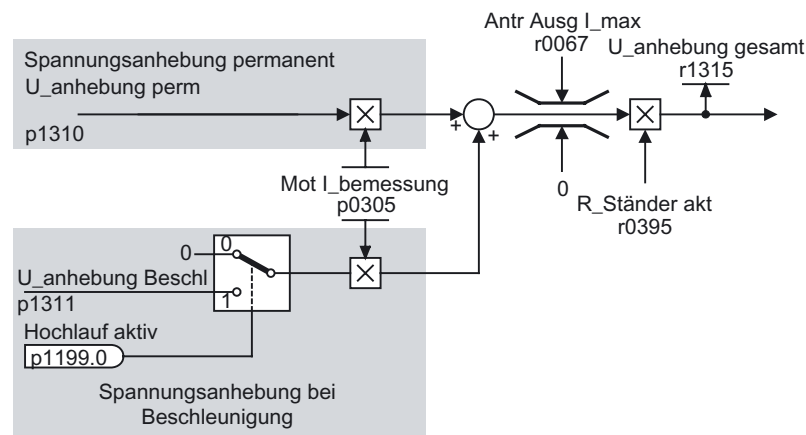 Antr Ausg I_max
r0067
U_anhebung gesamt
r1315
Spannungsanhebung permanent
U_anhebung perm
p1310
+
+
Mot I_bemessung
p0305
0
R_Ständer akt
r0395
0
0
U_anhebung Beschl
p1311
1
Hochlauf aktiv
p1199.0
Spannungsanhebung bei
Beschleunigung